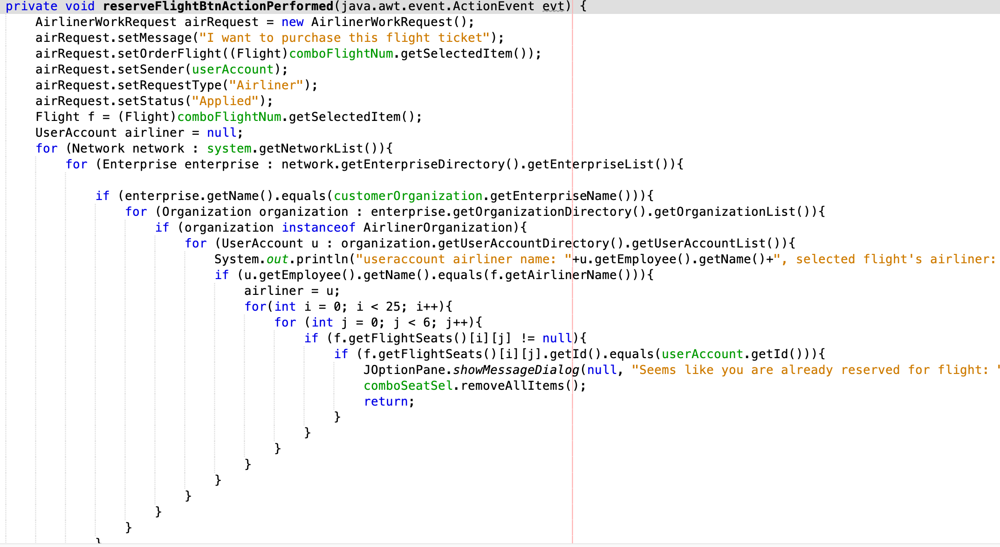 private void reserveFlightBtnActionPerformed(java.awt.event.ActionEvent evt) {
    AirlinerWorkRequest airRequest = new AirlinerWorkRequest();
    airRequest.setMessage("I want to purchase this flight ticket");
    airRequest.setOrderFlight((Flight)comboFlightNum.getSelectedItem());
    airRequest.setSender(userAccount);
    airRequest.setRequestType("Airliner");
    airRequest.setStatus("Applied");
    Flight f = (Flight)comboFlightNum.getSelectedItem();
    UserAccount airliner = null;
    for (Network network : system.getNetworkList()){
        for (Enterprise enterprise : network.getEnterpriseDirectory().getEnterpriseList()){
            if (enterprise.getName().equals(customerOrganization.getEnterpriseName())){
                for (Organization organization : enterprise.getOrganizationDirectory().getOrganizationList()){
                    if (organization instanceof AirlinerOrganization){
                        for (UserAccount u : organization.getUserAccountDirectory().getUserAccountList()){
                            System.out.println("useraccount airliner name: "+u.getEmployee().getName()+", selected flight's airliner:
                            if (u.getEmployee().getName().equals(f.getAirlinerName())){
                                airliner = u;
                                for(int i = 0; i < 25; i++){
                                    for (int j = 0; j < 6; j++){
                                        if (f.getFlightSeats()[i][j] != null){
                                            if (f.getFlightSeats()[i][j].getId().equals(userAccount.getId())){
                                                JOptionPane.showMessageDialog(null, "Seems like you are already reserved for flight: "
                                                comboSeatSel.removeAllItems();
                                                return;
                                            }
                                        }
                                    }
                                }
                            }
                        }
                    }
                }
            }